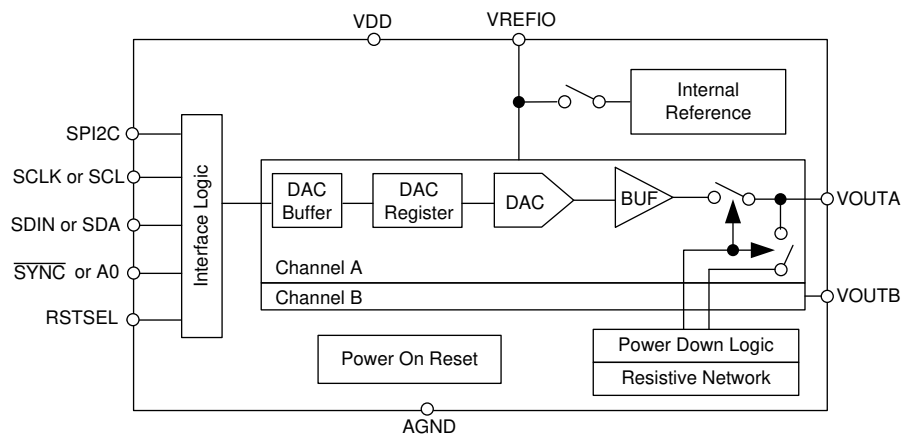 VDD
VREFIO
Internal
Reference
SPI2C
SCLK or SCL
SDIN or SDA
SYNC or A0
RSTSEL
Interface Logic
DAC
Buffer
DAC
Register
DAC
BUF
VOUTA
Channel A
Channel B
VOUTB
Power On Reset
Power Down Logic
Resistive Network
AGND